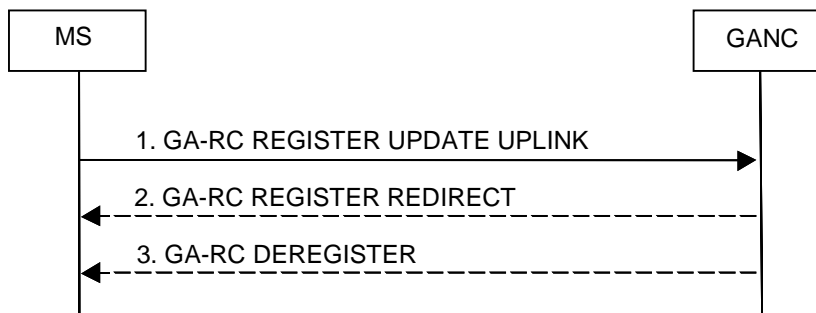 MS
GANC
1. GA-RC REGISTER UPDATE UPLINK
2. GA-RC REGISTER REDIRECT
3. GA-RC DEREGISTER